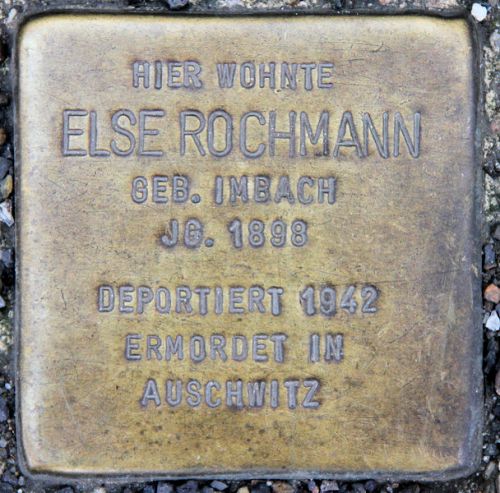 HIER WOHNTE
ELSE ROCHMANN
GEB. IMBACH
JG. 1898
DEPORTIERT 1942
ERMORDET IN
AUSCHWITZ